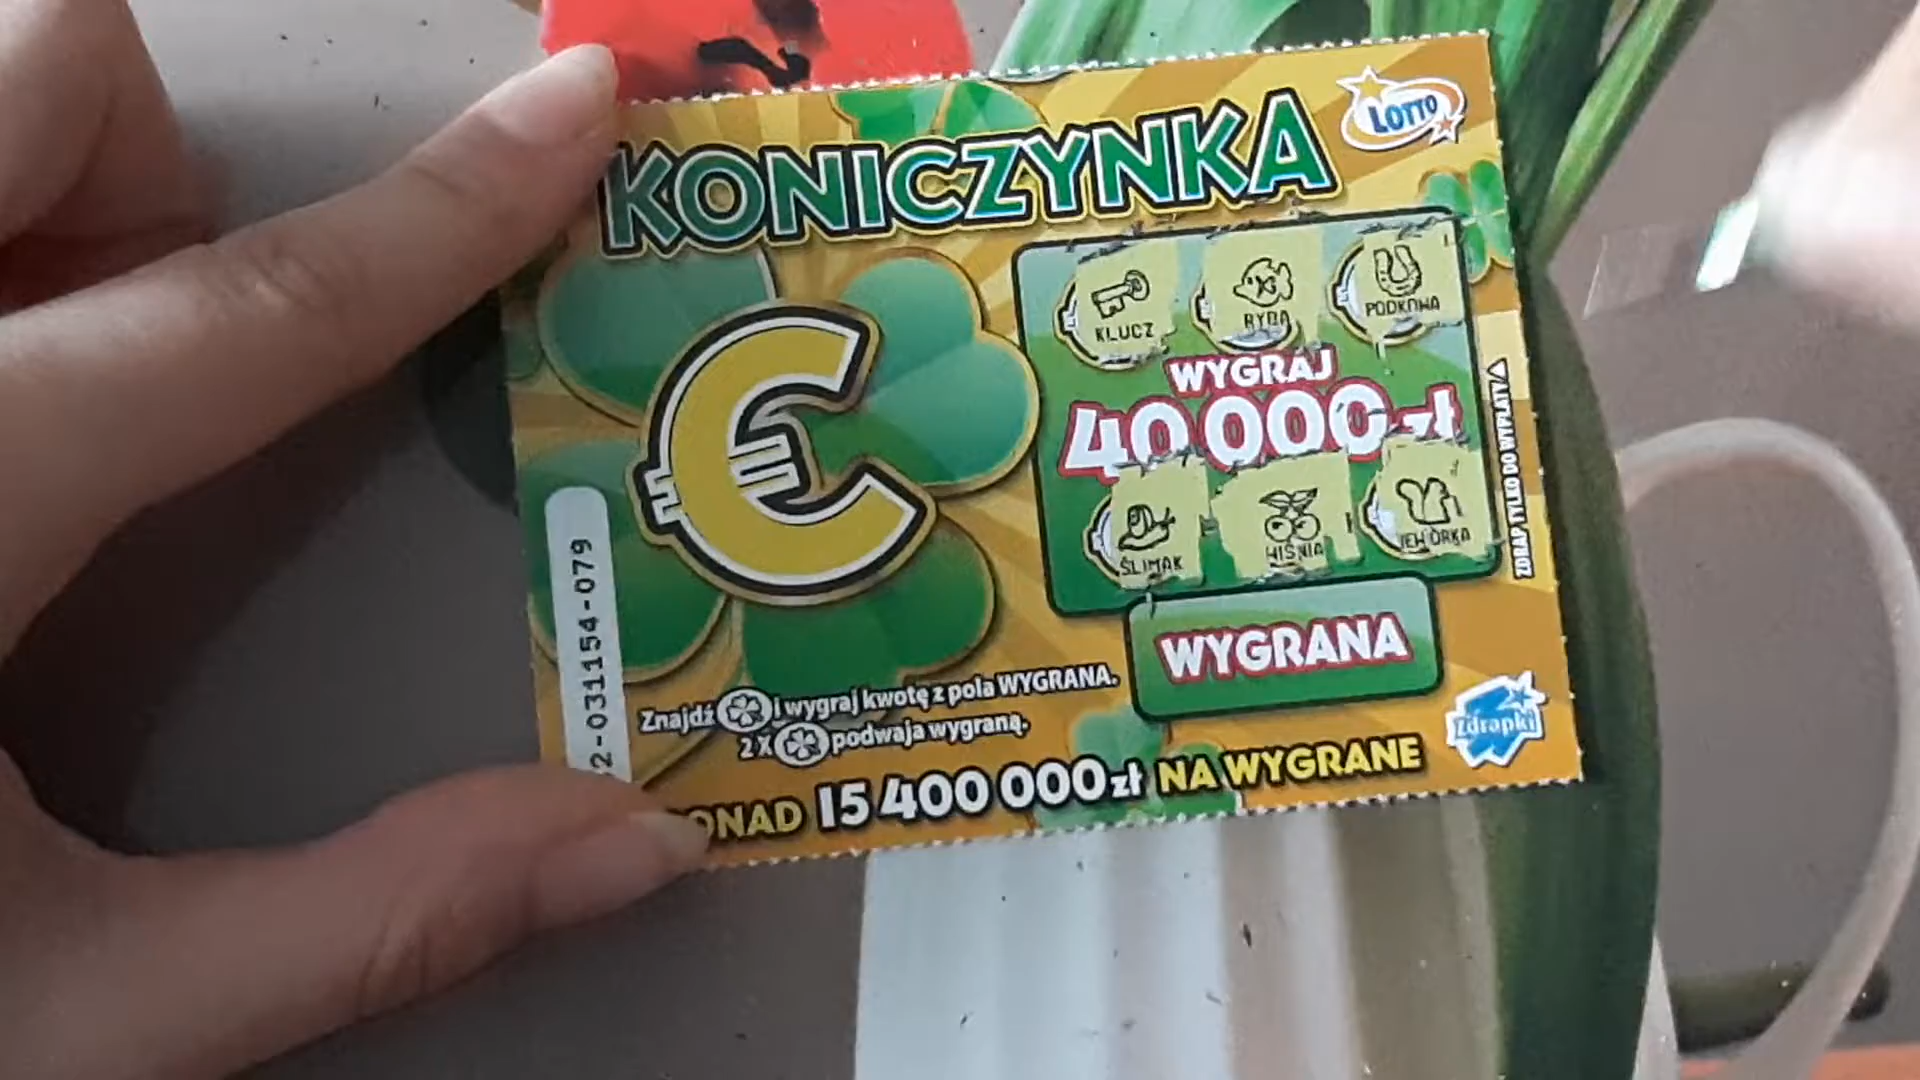 LOTTO
KONICZYNKA
KLUCZ
RYBA
PODKOWA
WYGRAJ
40 000 zł
ŚLIMAK
WIŚNIA
WIEWIÓRKA
WYGRANA
ZDRAP TYLKO DO WYPŁATY
2-031154-079
Znajdź i wygraj kwotę z pola WYGRANA.
2 X podwaja wygraną.
ONAD 15 400 000 zł NA WYGRANE
Zdrapki